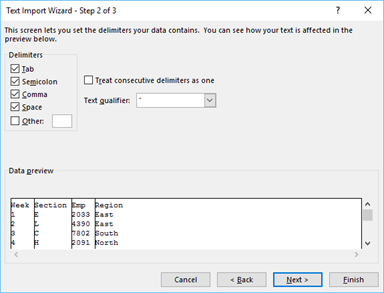 Text Import Wizard - Step 2 of 3 ? ×
This screen lets you set the delimiters your data contains. You can see how your text is affected in the
preview below.
Delimiters
Tab
Semicolon
Comma
Space
Other:
Treat consecutive delimiters as one
Text qualifier: "
Data preview
Week Section Emp Region
1 E 2033 East
2 L 4390 East
3 C 7802 South
4 H 2091 North
Cancel < Back Next > Finish